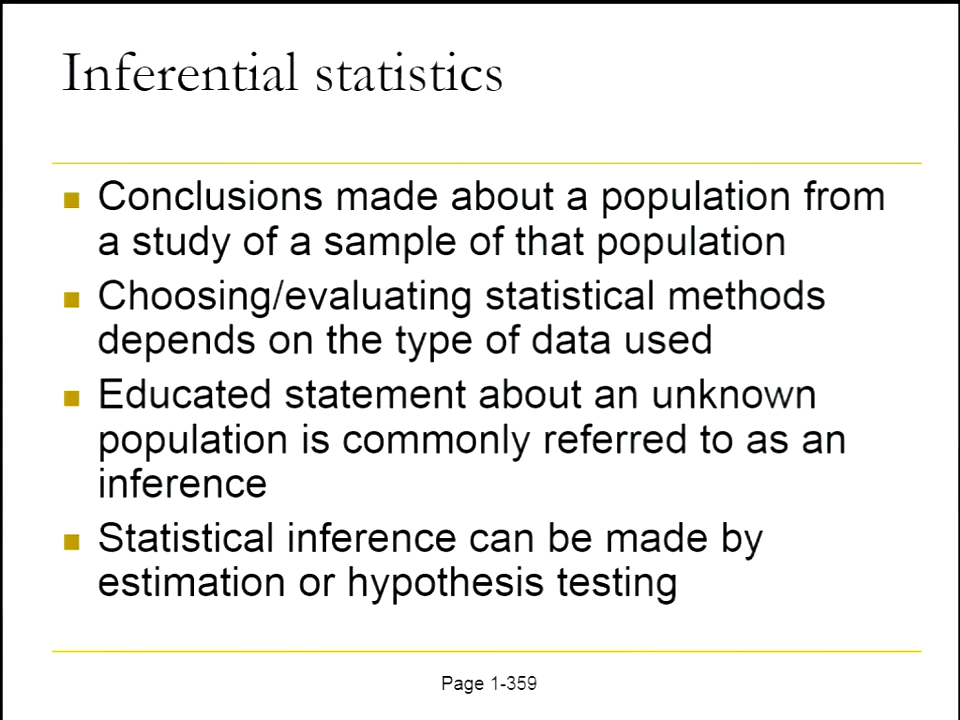 Inferential statistics
Conclusions made about a population from
a study of a sample of that population
Choosing/evaluating statistical methods
depends on the type of data used
Educated statement about an unknown
population is commonly referred to as an
inference
Statistical inference can be made by
estimation or hypothesis testing
Page 1-359